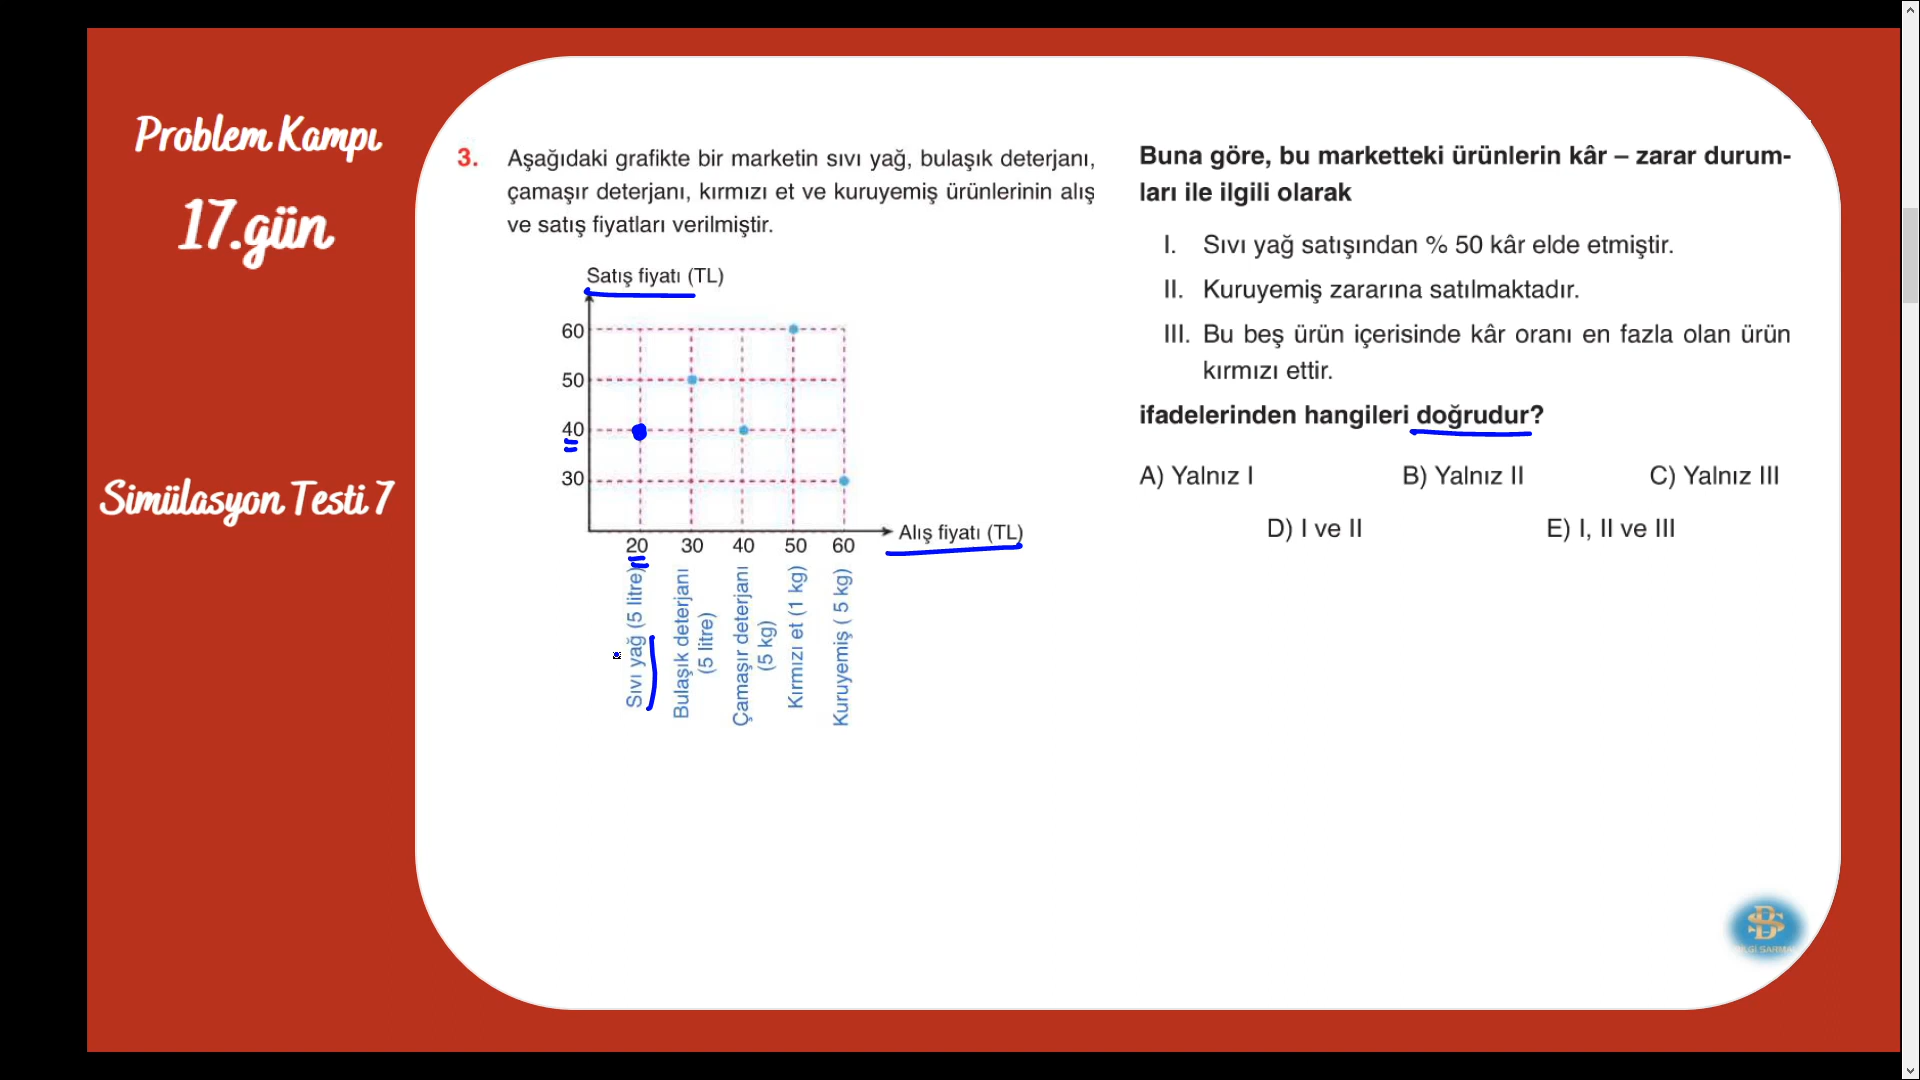 Problem Kampı
17.gün
Simülasyon Testi 7
3. Aşağıdaki grafikte bir marketin sıvı yağ, bulaşık deterjanı,
çamaşır deterjanı, kırmızı et ve kuruyemiş ürünlerinin alış
ve satış fiyatları verilmiştir.
Satış fiyatı (TL)
60
50
40
30
20 30 40 50 60
Alış fiyatı (TL)
Sıvı yağ (5 litre)
Bulaşık deterjanı
(5 litre)
Çamaşır deterjanı
(5 kg)
Kırmızı et (1 kg)
Kuruyemiş ( 5 kg)
Buna göre, bu marketteki ürünlerin kâr – zarar durum-
ları ile ilgili olarak
I. Sıvı yağ satışından % 50 kâr elde etmiştir.
II. Kuruyemiş zararına satılmaktadır.
III. Bu beş ürün içerisinde kâr oranı en fazla olan ürün
kırmızı ettir.
ifadelerinden hangileri doğrudur?
A) Yalnız I B) Yalnız II C) Yalnız III
D) I ve II E) I, II ve III